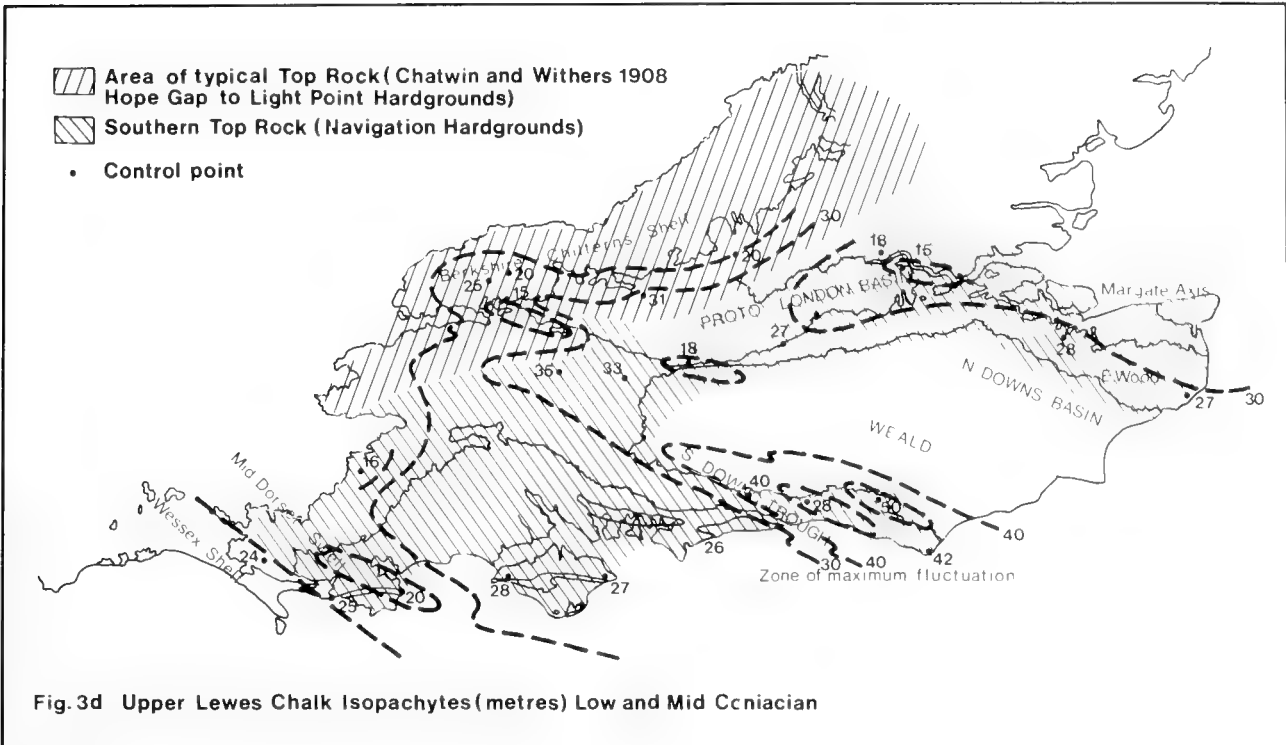 Area of typical Top Rock (Chatwin and Withers 1908
Hope Gap to Light Point Hardgrounds)
Southern Top Rock (Navigation Hardgrounds)
• Control point
30
18
15
Berkshire Chilterns Shelf
20
20
25
15
31
PROTO LONDON BASIN
Margate Axis
27
18
28
35
33
N DOWNS BASIN
27
30
WEALD
16
Mid Dorset
S DOWNS TROUGH
40
28
50
40
Wessex Shelf
24
26
42
30
40
Zone of maximum fluctuation
25
20
28
27
Fig. 3d Upper Lewes Chalk Isopachytes (metres) Low and Mid Ccniacian